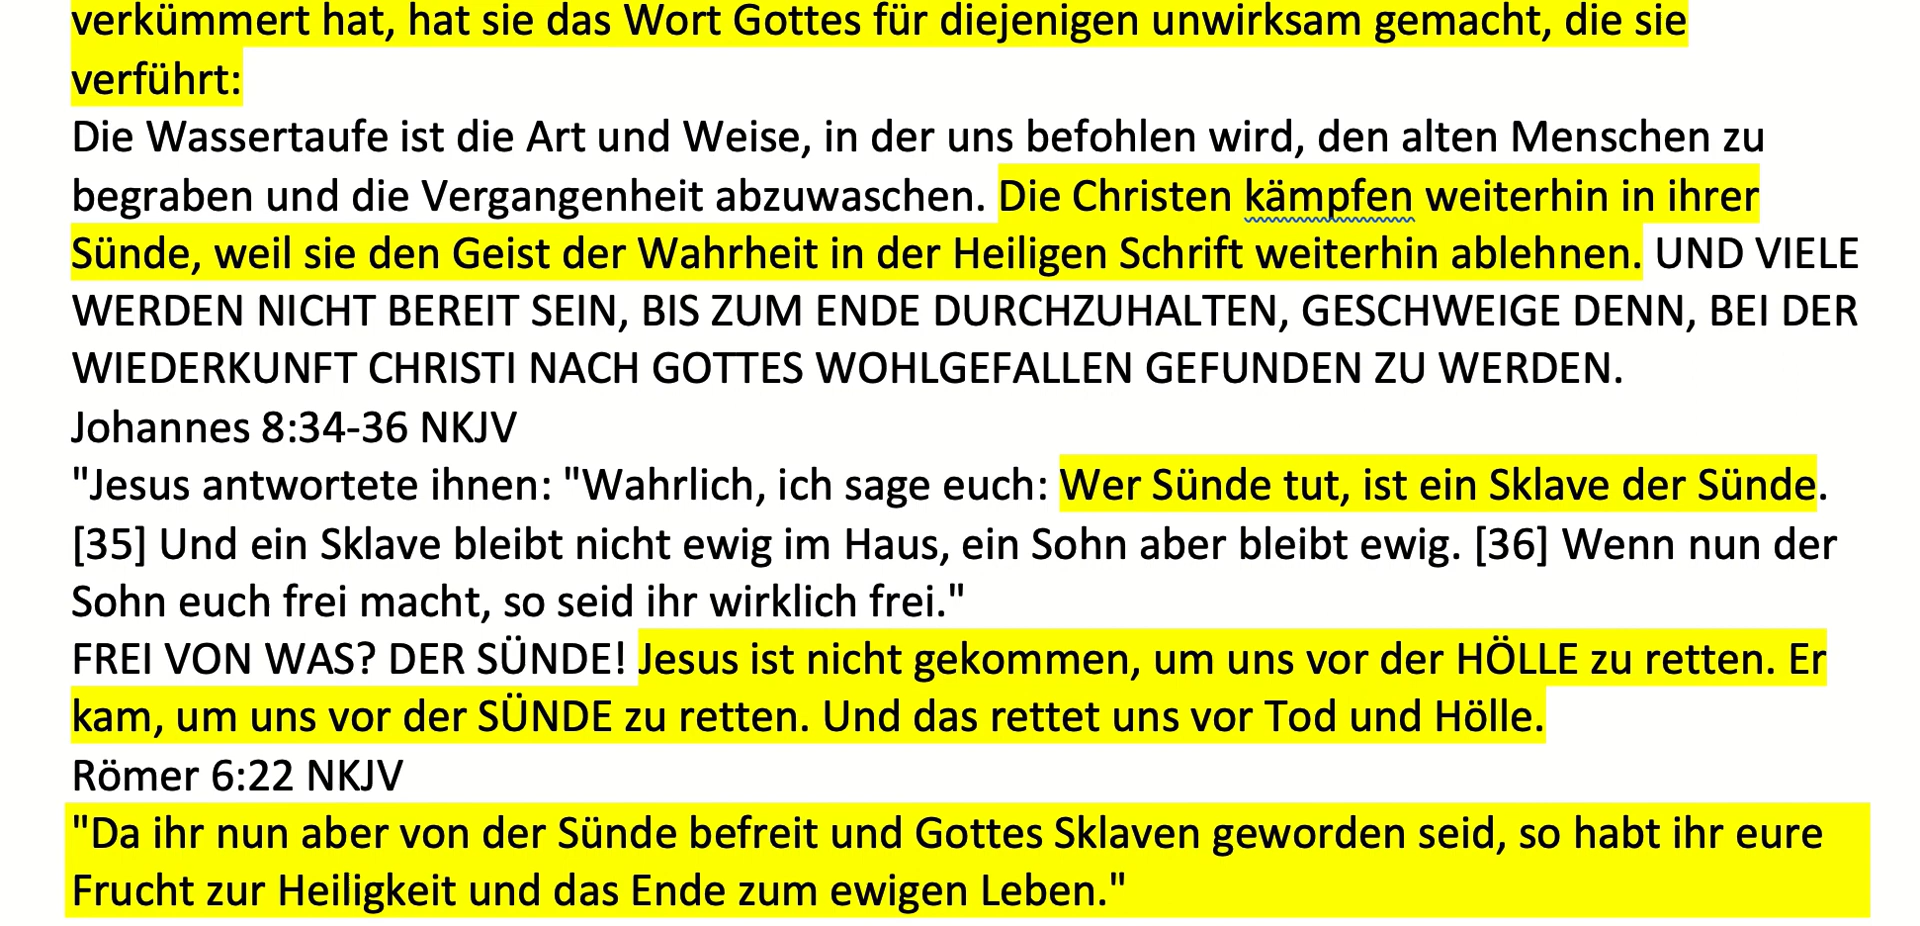 verkümmert hat, hat sie das Wort Gottes für diejenigen unwirksam gemacht, die sie
verführt:
Die Wassertaufe ist die Art und Weise, in der uns befohlen wird, den alten Menschen zu
begraben und die Vergangenheit abzuwaschen. Die Christen kämpfen weiterhin in ihrer
Sünde, weil sie den Geist der Wahrheit in der Heiligen Schrift weiterhin ablehnen. UND VIELE
WERDEN NICHT BEREIT SEIN, BIS ZUM ENDE DURCHZUHALTEN, GESCHWEIGE DENN, BEI DER
WIEDERKUNFT CHRISTI NACH GOTTES WOHLGEFALLEN GEFUNDEN ZU WERDEN.
Johannes 8:34-36 NKJV
"Jesus antwortete ihnen: "Wahrlich, ich sage euch: Wer Sünde tut, ist ein Sklave der Sünde.
[35] Und ein Sklave bleibt nicht ewig im Haus, ein Sohn aber bleibt ewig. [36] Wenn nun der
Sohn euch frei macht, so seid ihr wirklich frei."
FREI VON WAS? DER SÜNDE! Jesus ist nicht gekommen, um uns vor der HÖLLE zu retten. Er
kam, um uns vor der SÜNDE zu retten. Und das rettet uns vor Tod und Hölle.
Römer 6:22 NKJV
"Da ihr nun aber von der Sünde befreit und Gottes Sklaven geworden seid, so habt ihr eure
Frucht zur Heiligkeit und das Ende zum ewigen Leben."